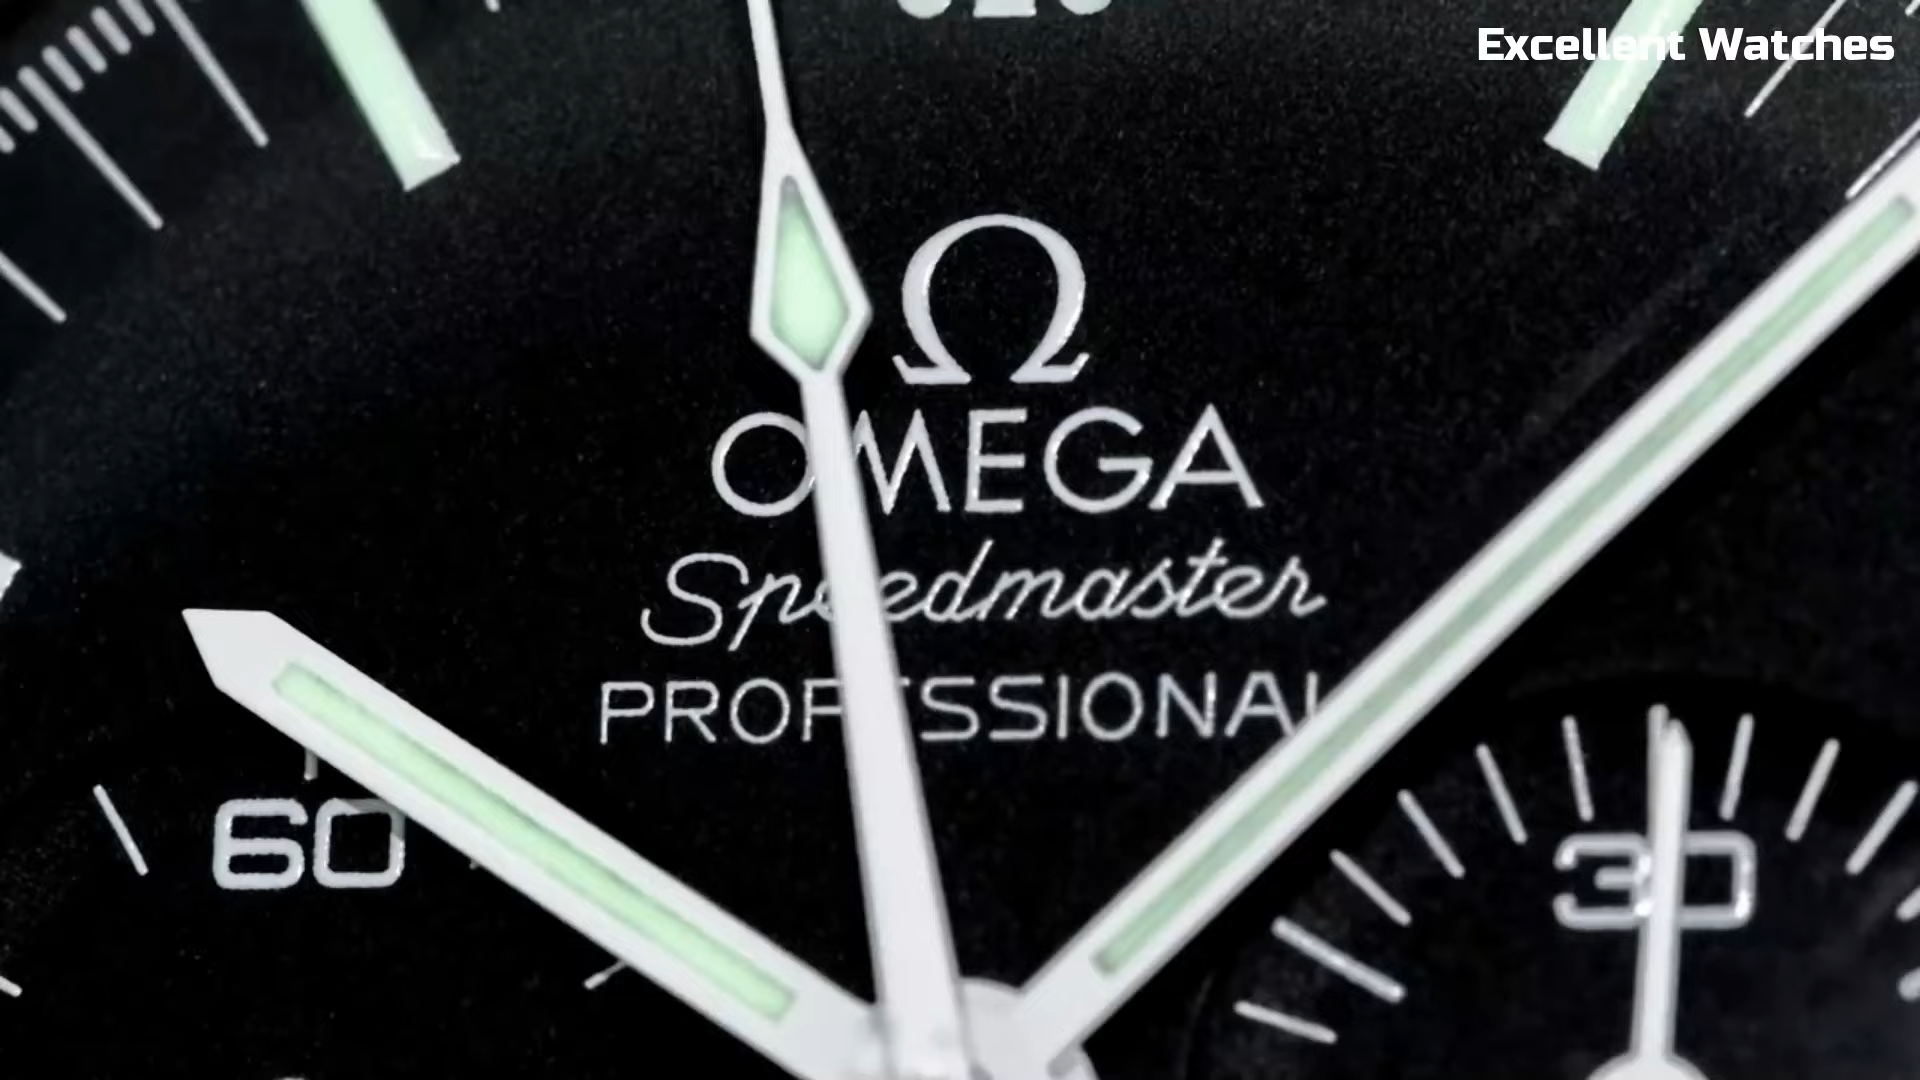 Excellent Watches
Ω
OMEGA
Speedmaster
PROFESSIONAL
60
30